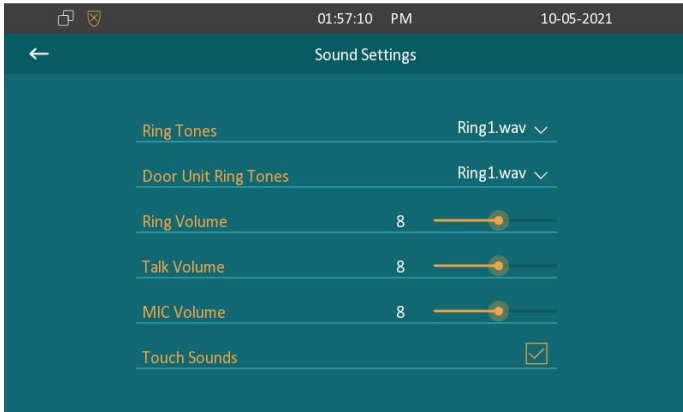 01:57:10 PM 10-05-2021
Sound Settings
Ring Tones Ring1.wav
Door Unit Ring Tones Ring1.wav
Ring Volume 8
Talk Volume 8
MIC Volume 8
Touch Sounds